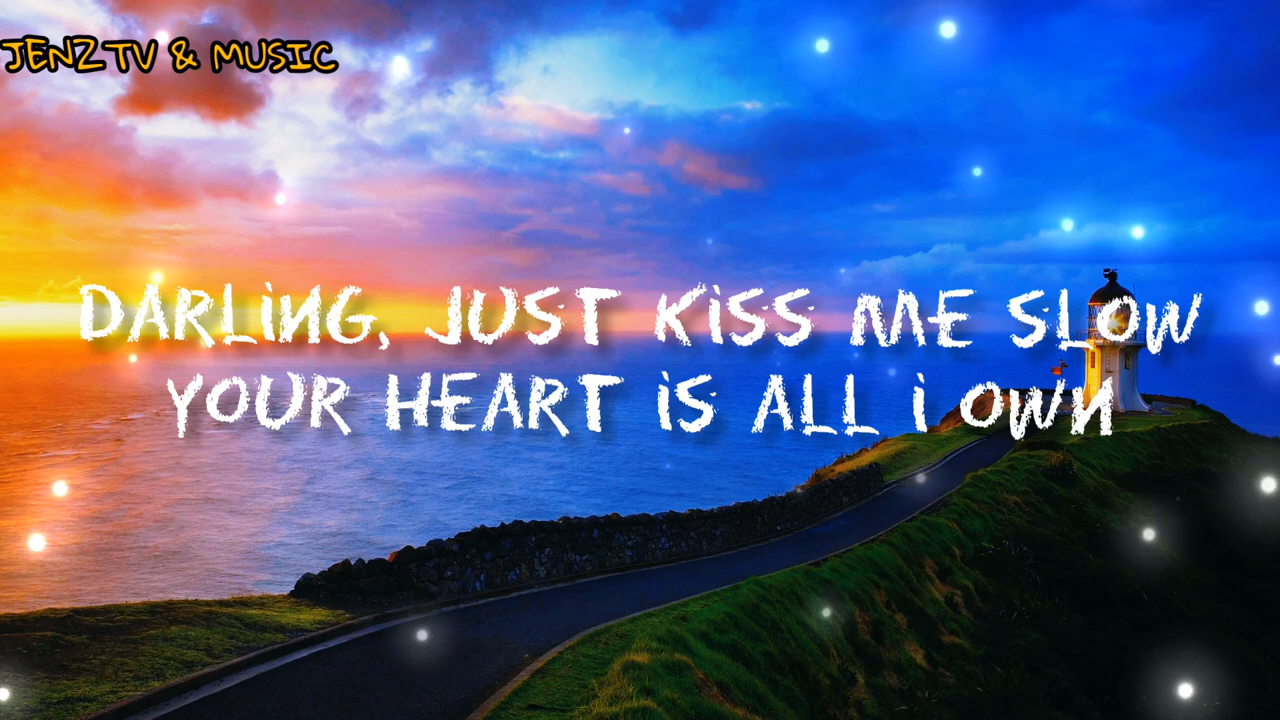 JENZ TV & MUSIC
DARLiNG, JUST KiSS ME SLOW
YOUR HEART iS ALL i OWN